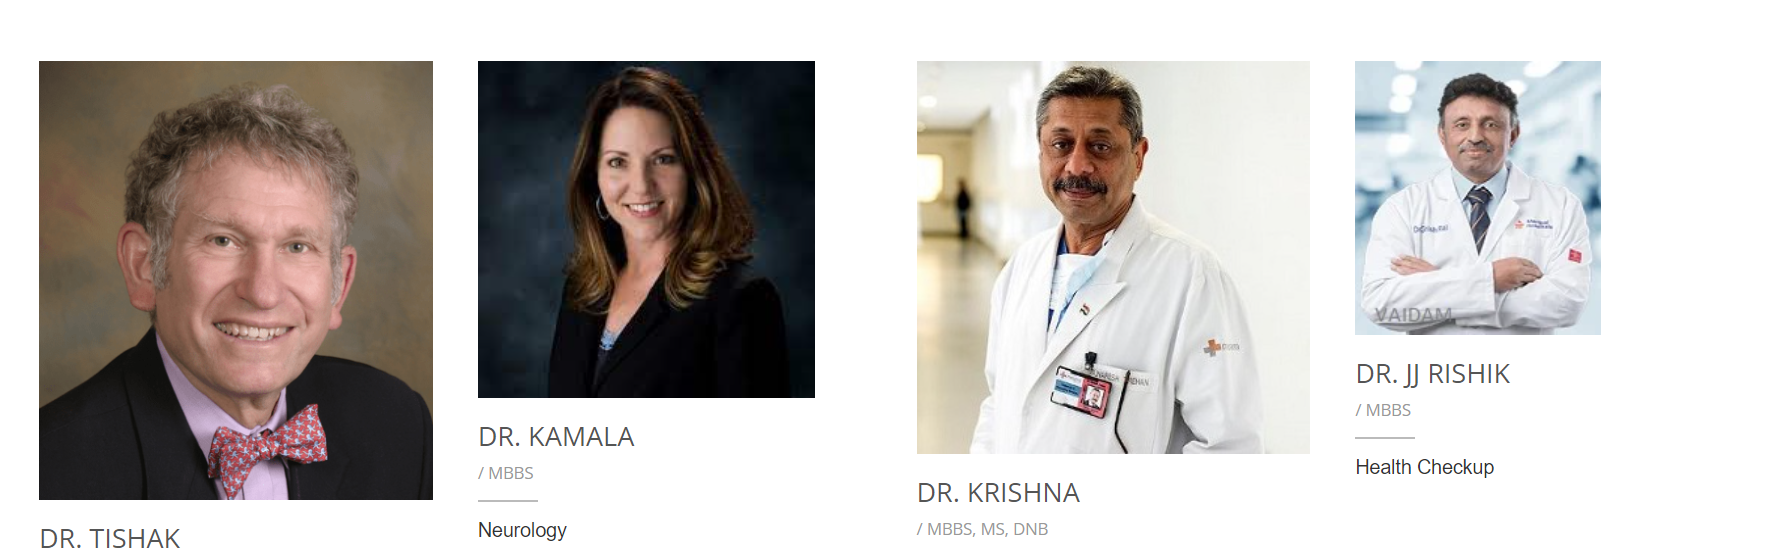 DR. TISHAK
DR. KAMALA
/ MBBS
Neurology
DR. KRISHNA
/ MBBS, MS, DNB
VAIDAM
DR. JJ RISHIK
/ MBBS
Health Checkup